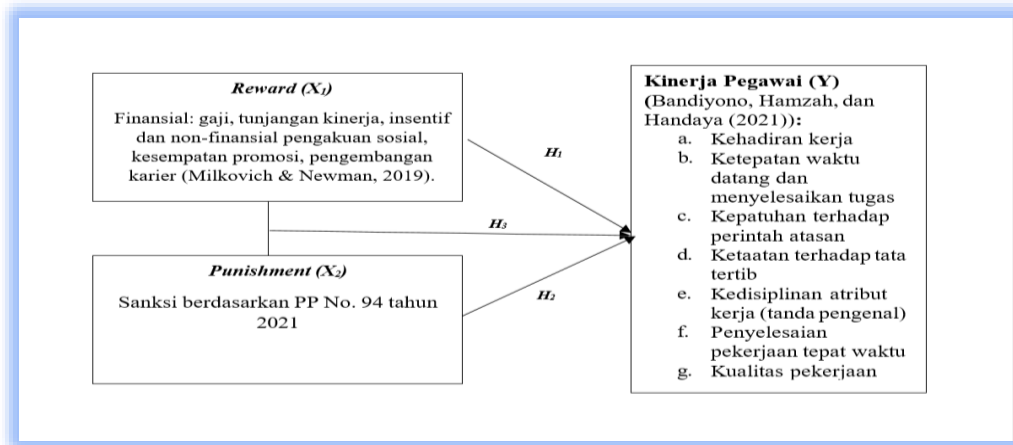 Reward (X₁)
Finansial: gaji, tunjangan kinerja, insentif
dan non-finansial pengakuan sosial,
kesempatan promosi, pengembangan
karier (Milkovich & Newman, 2019).
H₁
H₃
Punishment (X₂)
Sanksi berdasarkan PP No. 94 tahun
2021
H₂
Kinerja Pegawai (Y)
(Bandiyono, Hamzah, dan
Handaya (2021)):
a. Kehadiran kerja
b. Ketepatan waktu
datang dan
menyelesaikan tugas
c. Kepatuhan terhadap
perintah atasan
d. Ketaatan terhadap tata
tertib
e. Kedisiplinan atribut
kerja (tanda pengenal)
f. Penyelesaian
pekerjaan tepat waktu
g. Kualitas pekerjaan